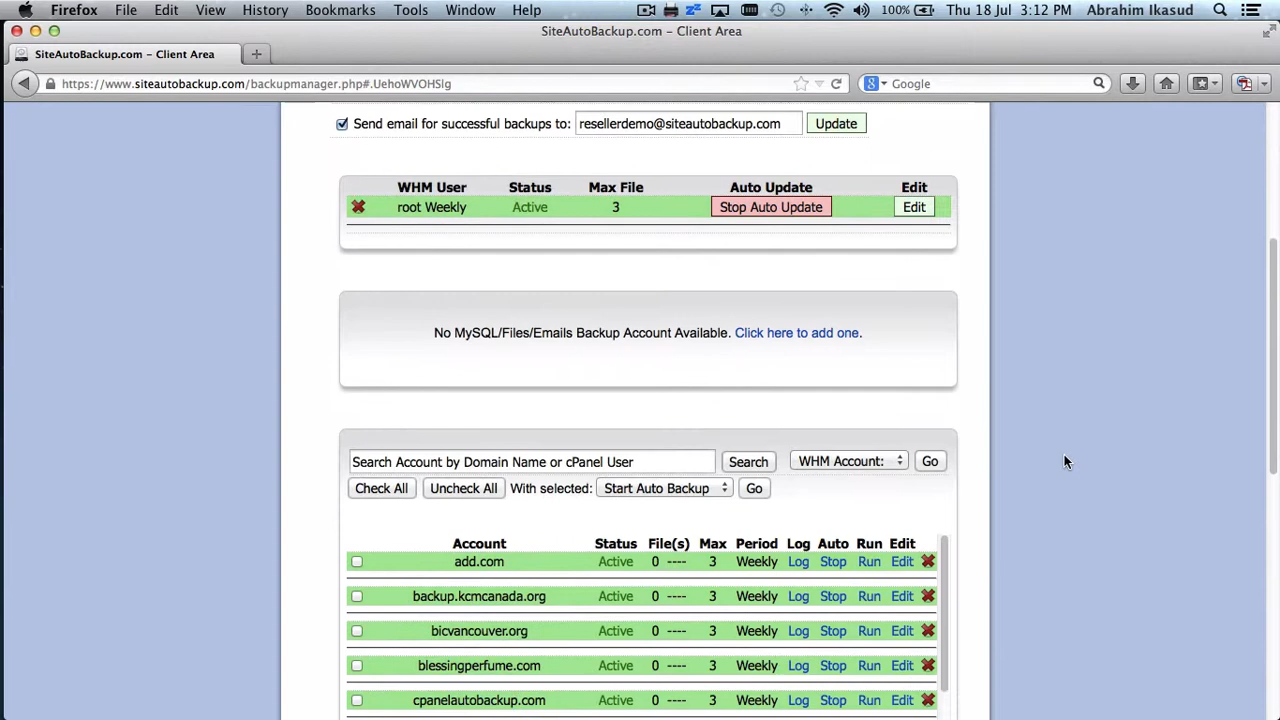 Firefox File Edit View History Bookmarks Tools Window Help 100% Thu 18 Jul 3:12 PM Abrahim Ikasud
SiteAutoBackup.com – Client Area
SiteAutoBackup.com – Client Area
https://www.siteautobackup.com/backupmanager.php#.UehoWVOHSIg Google
Send email for successful backups to: resellerdemo@siteautobackup.com Update
WHM User Status Max File Auto Update Edit
root Weekly Active 3 Stop Auto Update Edit
No MySQL/Files/Emails Backup Account Available. Click here to add one.
Search Account by Domain Name or cPanel User Search WHM Account: Go
Check All Uncheck All With selected: Start Auto Backup Go
Account Status File(s) Max Period Log Auto Run Edit
add.com Active 0 ---- 3 Weekly Log Stop Run Edit
backup.kcmcanada.org Active 0 ---- 3 Weekly Log Stop Run Edit
bicvancouver.org Active 0 ---- 3 Weekly Log Stop Run Edit
blessingperfume.com Active 0 ---- 3 Weekly Log Stop Run Edit
cpanelautobackup.com Active 0 ---- 3 Weekly Log Stop Run Edit